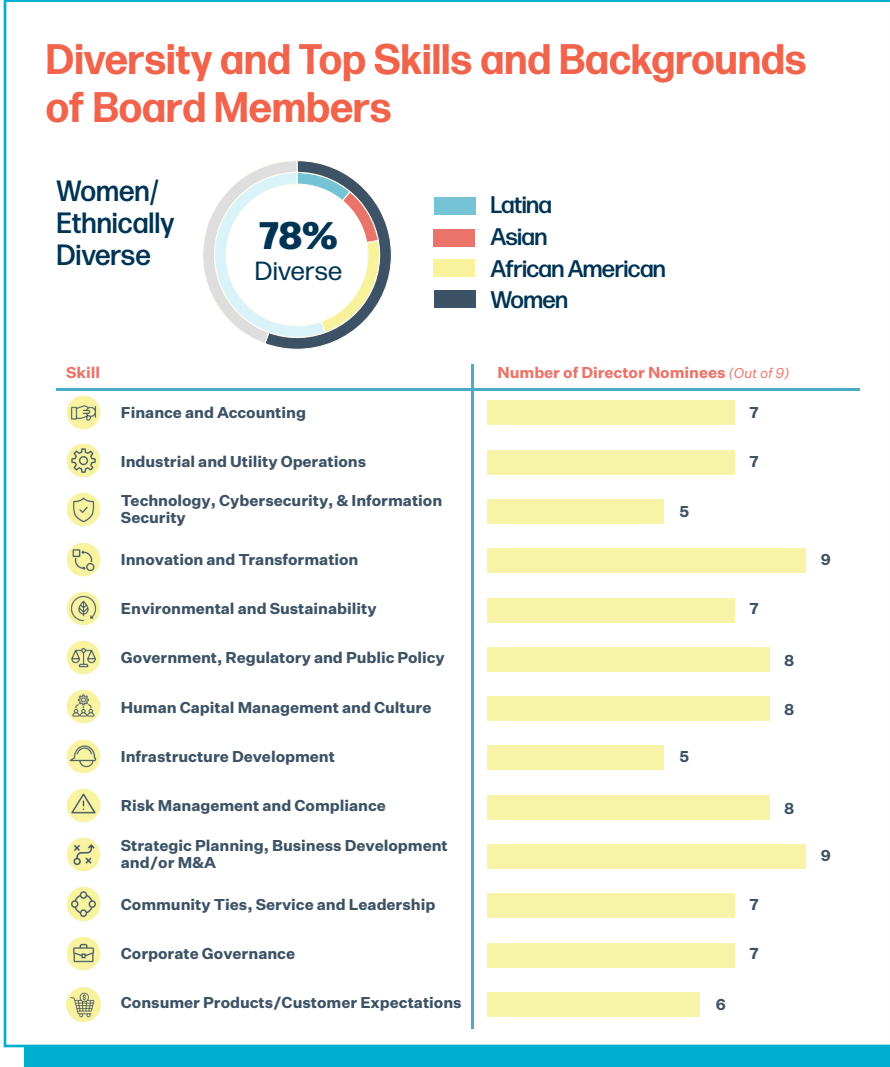 Diversity and Top Skills and Backgrounds
of Board Members
Women/
Ethnically
Diverse
78%
Diverse
Latina
Asian
African American
Women
Skill
Number of Director Nominees (Out of 9)
Finance and Accounting
7
Industrial and Utility Operations
7
Technology, Cybersecurity, & Information
Security
5
Innovation and Transformation
9
Environmental and Sustainability
7
Government, Regulatory and Public Policy
8
Human Capital Management and Culture
8
Infrastructure Development
5
Risk Management and Compliance
8
Strategic Planning, Business Development
and/or M&A
9
Community Ties, Service and Leadership
7
Corporate Governance
7
Consumer Products/Customer Expectations
6